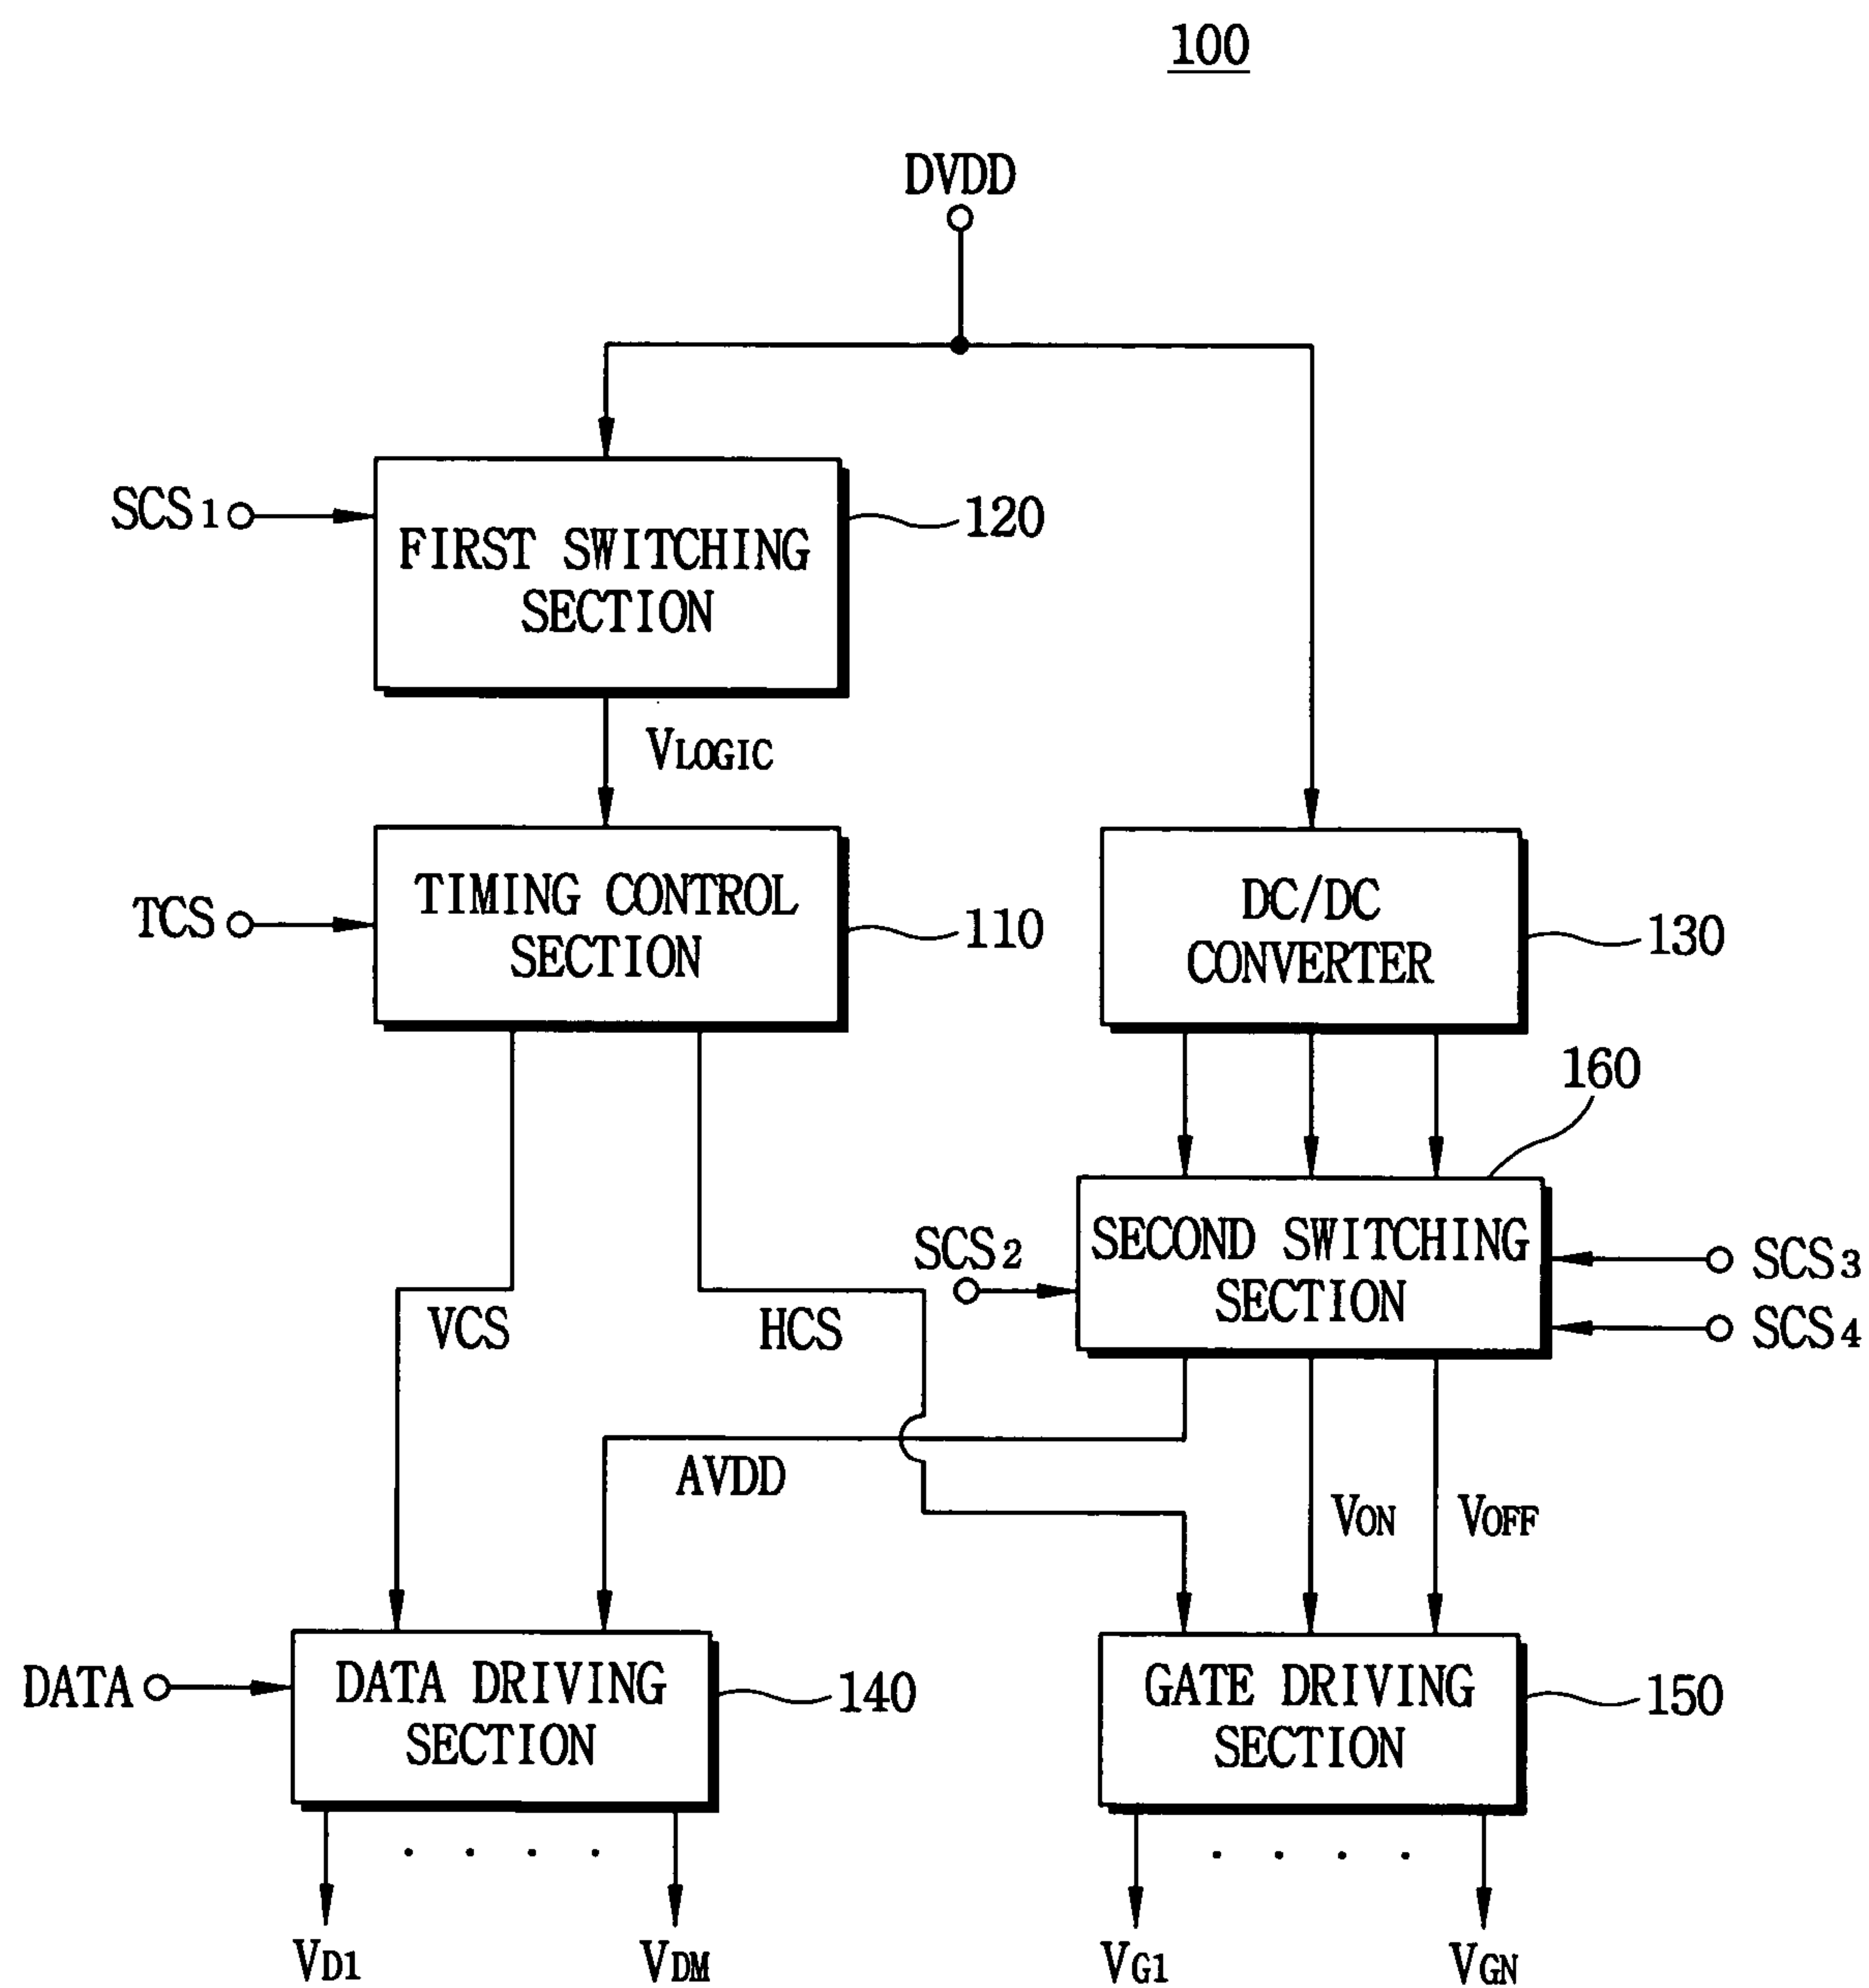 100
DVDD
SCS1
FIRST SWITCHING
SECTION
120
VLOGIC
TCS
TIMING CONTROL
SECTION
110
DC/DC
CONVERTER
130
160
SCS2
SECOND SWITCHING
SECTION
SCS3
SCS4
VCS
HCS
AVDD
VON
VOFF
DATA
DATA DRIVING
SECTION
140
GATE DRIVING
SECTION
150
VD1
VDM
VG1
VGN